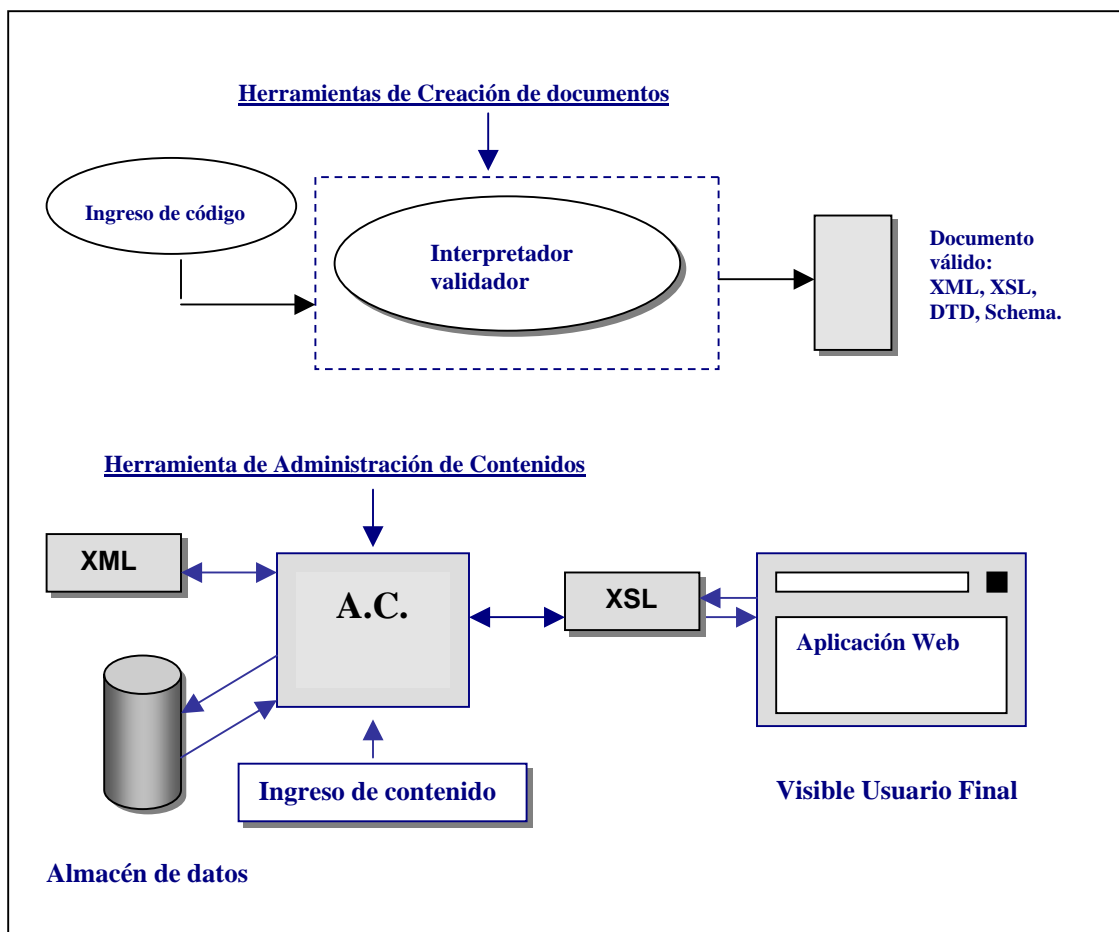 Herramientas de Creación de documentos
Ingreso de código
Interpretador
validador
Documento
válido:
XML, XSL,
DTD, Schema.
Herramienta de Administración de Contenidos
XML
A.C.
XSL
Aplicación Web
Ingreso de contenido
Visible Usuario Final
Almacén de datos